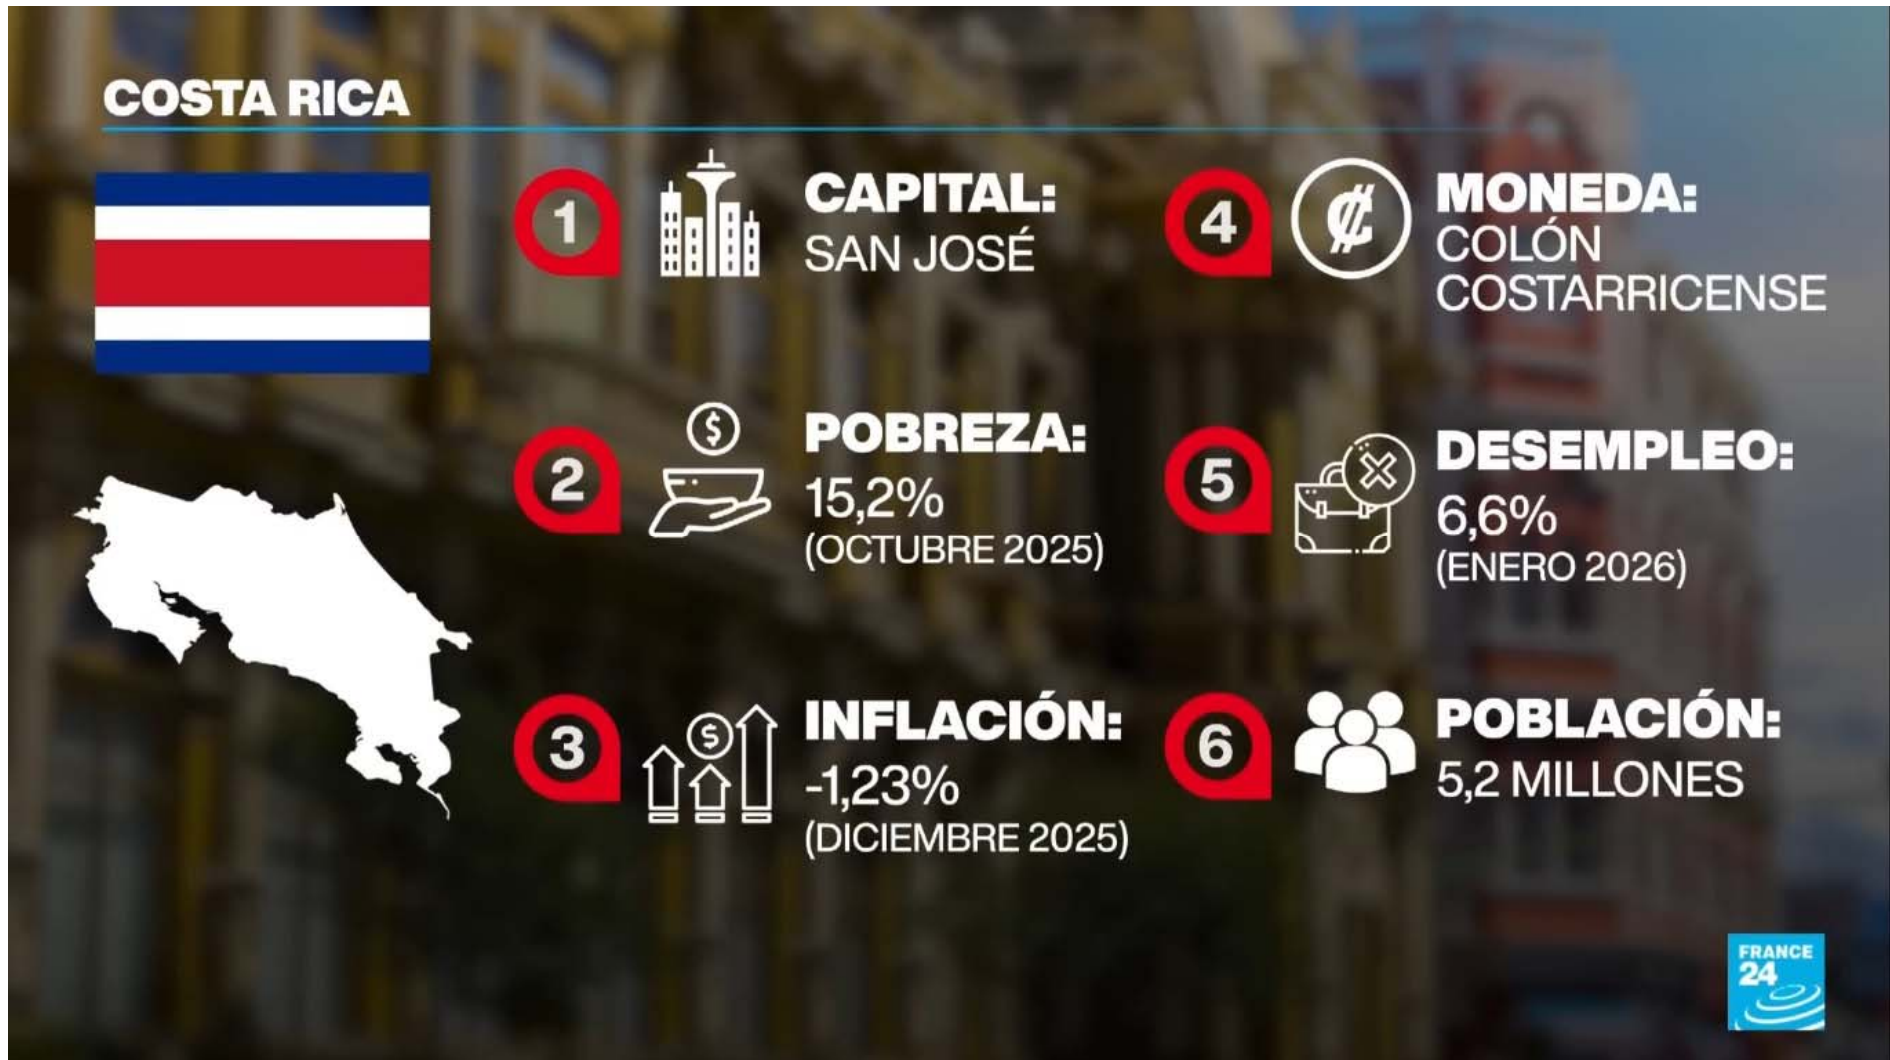 COSTA RICA
1
CAPITAL:
SAN JOSÉ
2
$
POBREZA:
15,2%
(OCTUBRE 2025)
3
$
INFLACIÓN:
-1,23%
(DICIEMBRE 2025)
4
₡
MONEDA:
COLÓN
COSTARRICENSE
5
DESEMPLEO:
6,6%
(ENERO 2026)
6
POBLACIÓN:
5,2 MILLONES
FRANCE
24